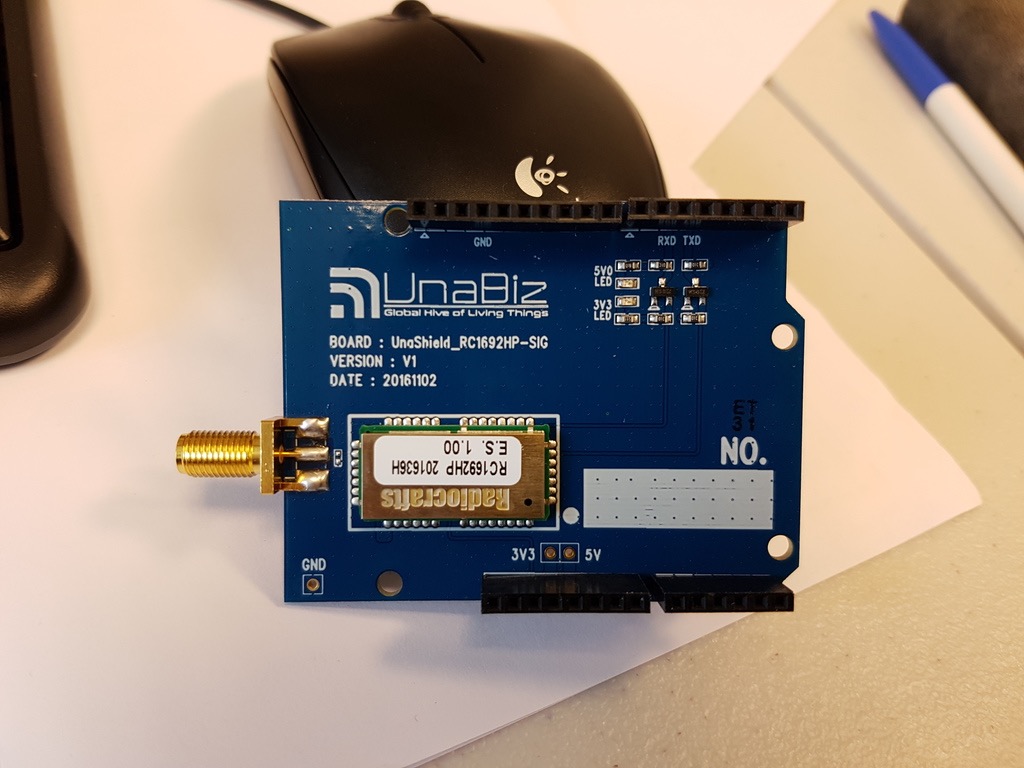 GND
RXD TXD
5V0
LED
3V3
LED
UnaBiz
Global Hive of Living Things
BOARD : UnaShield_RC1692HP-SIG
VERSION : V1
DATE : 20161102
ET
31
NO.
RC1692HP 201636H
E.S. 1.00
Radiocrafts
3V3
5V
GND